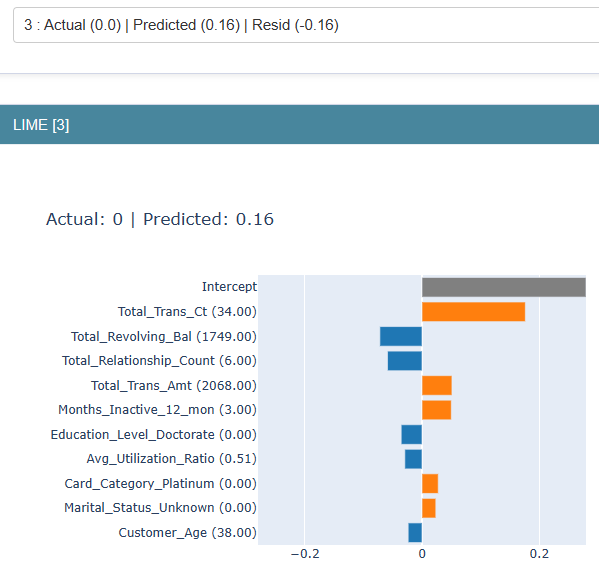 3 : Actual (0.0) | Predicted (0.16) | Resid (-0.16)
LIME [3]
Actual: 0 | Predicted: 0.16
Intercept
Total_Trans_Ct (34.00)
Total_Revolving_Bal (1749.00)
Total_Relationship_Count (6.00)
Total_Trans_Amt (2068.00)
Months_Inactive_12_mon (3.00)
Education_Level_Doctorate (0.00)
Avg_Utilization_Ratio (0.51)
Card_Category_Platinum (0.00)
Marital_Status_Unknown (0.00)
Customer_Age (38.00)
−0.2 0 0.2